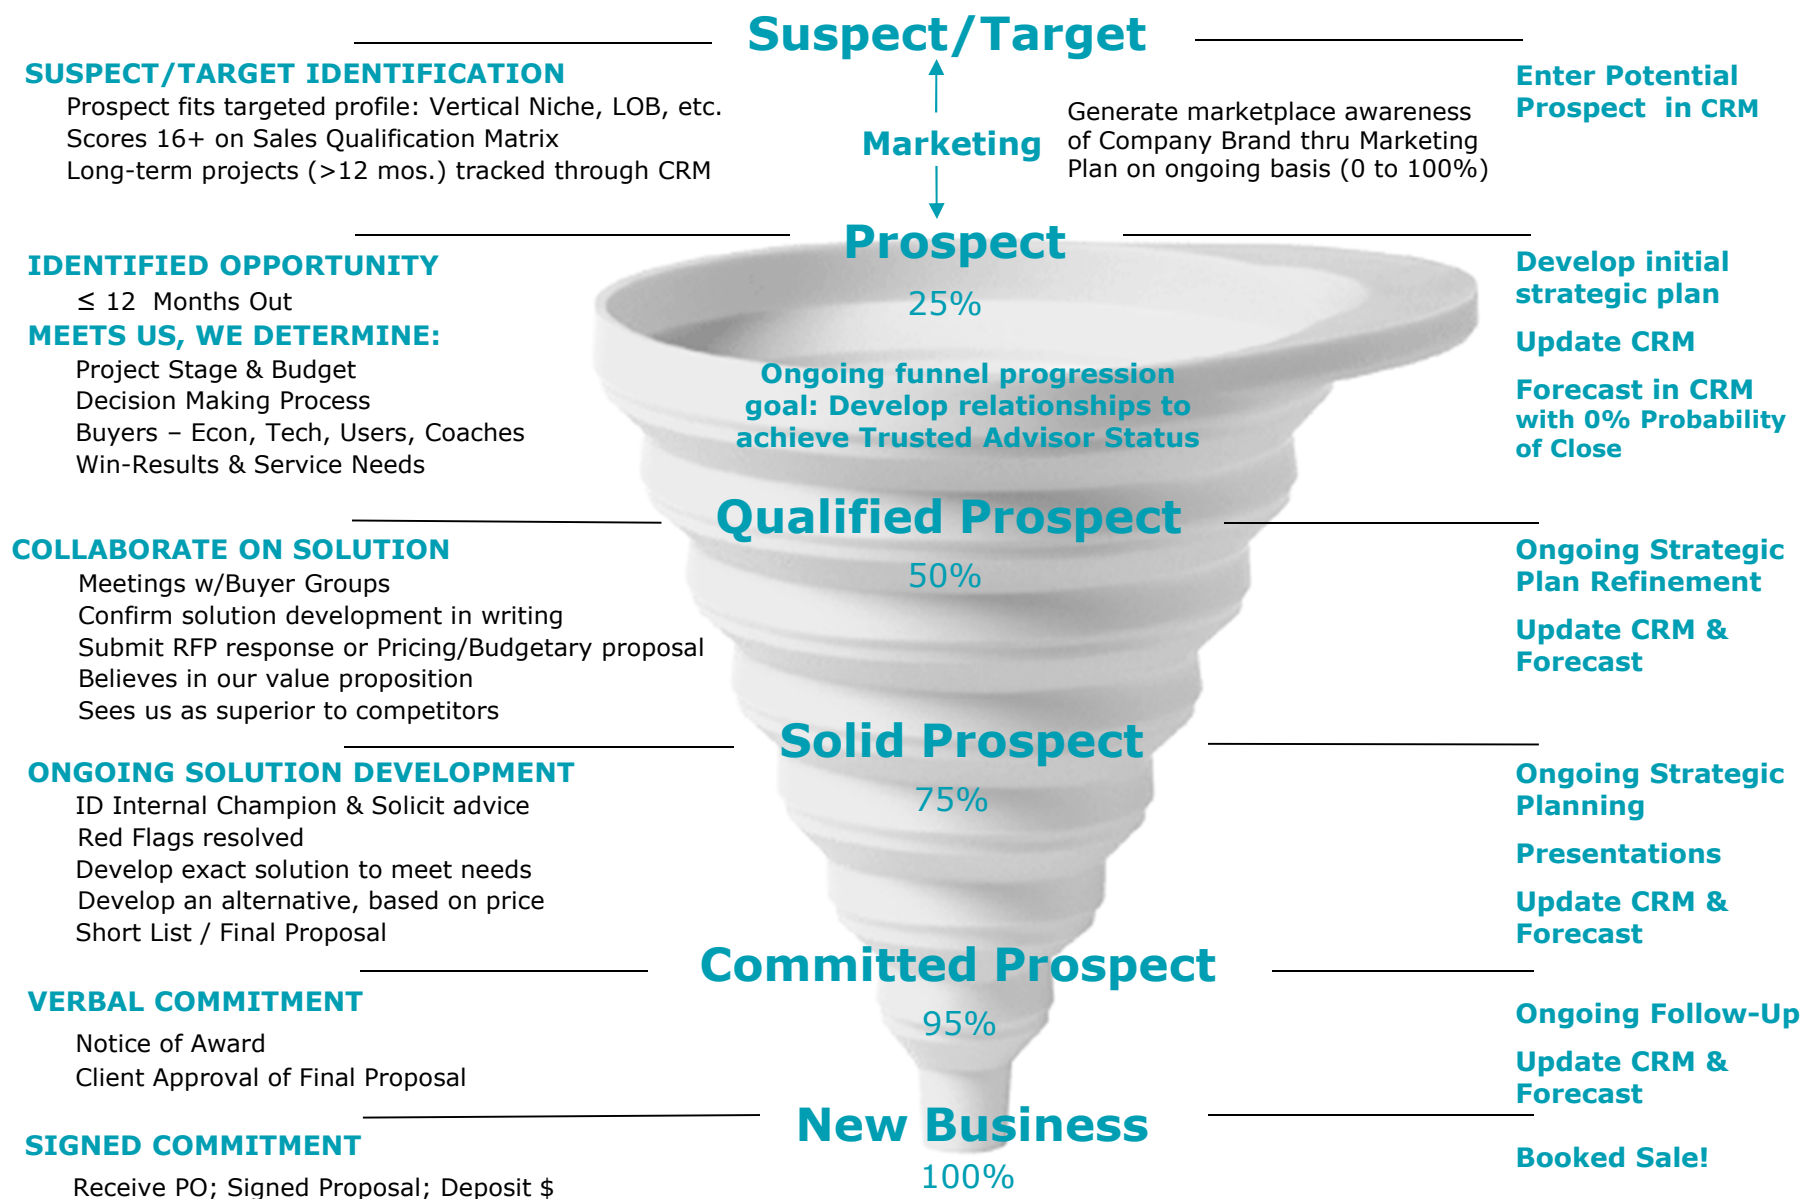 Suspect/Target
SUSPECT/TARGET IDENTIFICATION
Prospect fits targeted profile: Vertical Niche, LOB, etc.
Scores 16+ on Sales Qualification Matrix
Long-term projects (>12 mos.) tracked through CRM
Marketing
Generate marketplace awareness
of Company Brand thru Marketing
Plan on ongoing basis (0 to 100%)
Enter Potential
Prospect in CRM
Prospect
25%
IDENTIFIED OPPORTUNITY
≤ 12 Months Out
MEETS US, WE DETERMINE:
Project Stage & Budget
Decision Making Process
Buyers – Econ, Tech, Users, Coaches
Win-Results & Service Needs
Ongoing funnel progression
goal: Develop relationships to
achieve Trusted Advisor Status
Develop initial
strategic plan
Update CRM
Forecast in CRM
with 0% Probability
of Close
Qualified Prospect
50%
COLLABORATE ON SOLUTION
Meetings w/Buyer Groups
Confirm solution development in writing
Submit RFP response or Pricing/Budgetary proposal
Believes in our value proposition
Sees us as superior to competitors
Ongoing Strategic
Plan Refinement
Update CRM &
Forecast
Solid Prospect
75%
ONGOING SOLUTION DEVELOPMENT
ID Internal Champion & Solicit advice
Red Flags resolved
Develop exact solution to meet needs
Develop an alternative, based on price
Short List / Final Proposal
Ongoing Strategic
Planning
Presentations
Update CRM &
Forecast
Committed Prospect
95%
VERBAL COMMITMENT
Notice of Award
Client Approval of Final Proposal
Ongoing Follow-Up
Update CRM &
Forecast
New Business
100%
SIGNED COMMITMENT
Receive PO; Signed Proposal; Deposit $
Booked Sale!